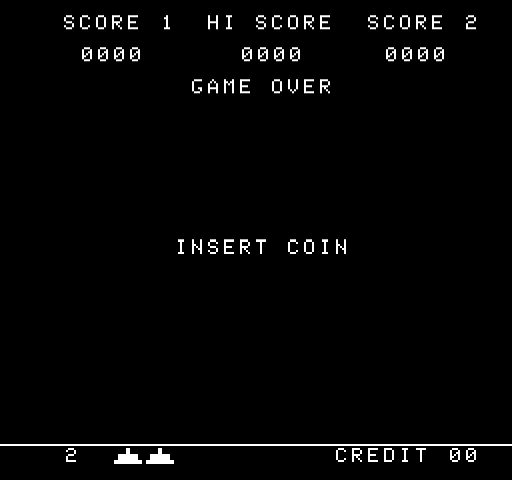 SCORE 1 HI SCORE SCORE 2
0000 0000 0000
GAME OVER
INSERT COIN
2 CREDIT 00